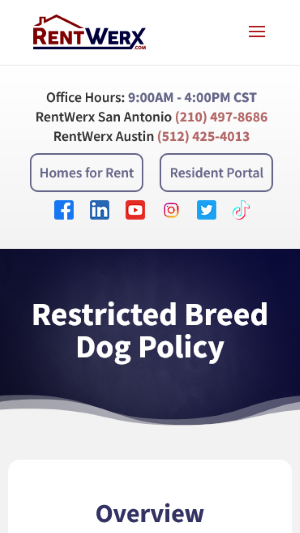 RENTWERX
.COM
Office Hours: 9:00AM - 4:00PM CST
RentWerx San Antonio (210) 497-8686
RentWerx Austin (512) 425-4013
Homes for Rent
Resident Portal
Restricted Breed
Dog Policy
Overview